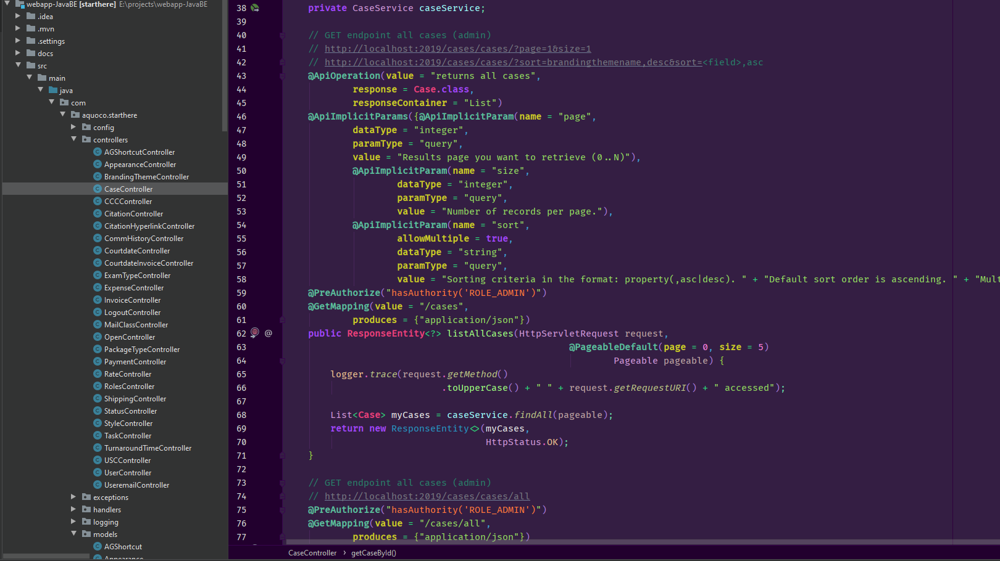 webapp-JavaBE [starthere] E:\projects\webapp-JavaBE
.idea
.mvn
.settings
docs
src
main
java
com
aquoco.starthere
config
controllers
AGShortcutController
AppearanceController
BrandingThemeController
CaseController
CCCController
CitationController
CitationHyperlinkController
CommHistoryController
CourtdateController
CourtdateInvoiceController
ExamTypeController
ExpenseController
InvoiceController
LogoutController
MailClassController
OpenController
PackageTypeController
PaymentController
RateController
RolesController
ShippingController
StatusController
StyleController
TaskController
TurnaroundTimeController
USCController
UserController
UseremailController
exceptions
handlers
logging
models
AGShortcut
Appearance
38 private CaseService caseService;
39
40 // GET endpoint all cases (admin)
41 // http://localhost:2019/cases/cases/?page=1&size=1
42 // http://localhost:2019/cases/cases/?sort=brandingthemename,desc&sort=<field>,asc
43 @ApiOperation(value = "returns all cases",
44 response = Case.class,
45 responseContainer = "List")
46 @ApiImplicitParams({@ApiImplicitParam(name = "page",
47 dataType = "integer",
48 paramType = "query",
49 value = "Results page you want to retrieve (0..N)"),
50 @ApiImplicitParam(name = "size",
51 dataType = "integer",
52 paramType = "query",
53 value = "Number of records per page."),
54 @ApiImplicitParam(name = "sort",
55 allowMultiple = true,
56 dataType = "string",
57 paramType = "query",
58 value = "Sorting criteria in the format: property(,asc|desc). " + "Default sort order is ascending. " + "Mult
59 @PreAuthorize("hasAuthority('ROLE_ADMIN')")
60 @GetMapping(value = "/cases",
61 produces = {"application/json"})
62 @ public ResponseEntity<?> listAllCases(HttpServletRequest request,
63 @PageableDefault(page = 0, size = 5)
64 Pageable pageable) {
65 logger.trace(request.getMethod()
66 .toUpperCase() + " " + request.getRequestURI() + " accessed");
67
68 List<Case> myCases = caseService.findAll(pageable);
69 return new ResponseEntity<>(myCases,
70 HttpStatus.OK);
71 }
72
73 // GET endpoint all cases (admin)
74 // http://localhost:2019/cases/cases/all
75 @PreAuthorize("hasAuthority('ROLE_ADMIN')")
76 @GetMapping(value = "/cases/all",
77 produces = {"application/json"})
CaseController › getCaseById()